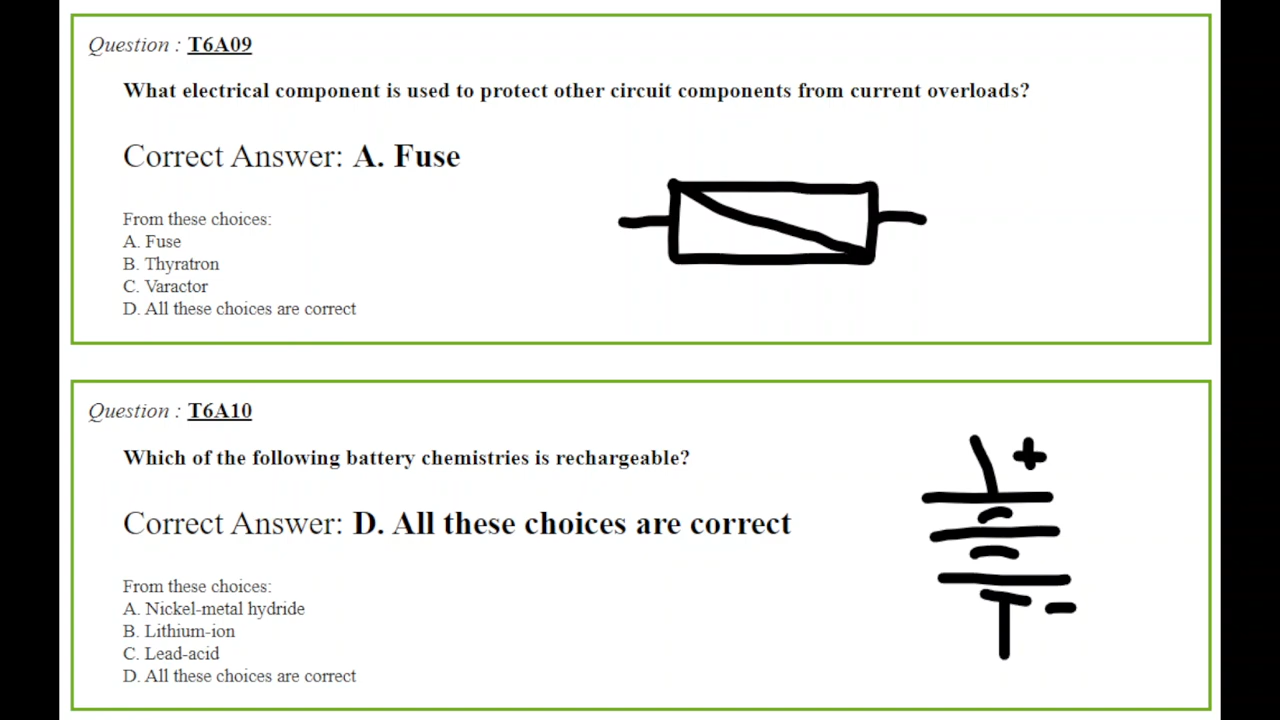 Question : T6A09
What electrical component is used to protect other circuit components from current overloads?
Correct Answer: A. Fuse
From these choices:
A. Fuse
B. Thyratron
C. Varactor
D. All these choices are correct
Question : T6A10
Which of the following battery chemistries is rechargeable?
Correct Answer: D. All these choices are correct
From these choices:
A. Nickel-metal hydride
B. Lithium-ion
C. Lead-acid
D. All these choices are correct
+
-